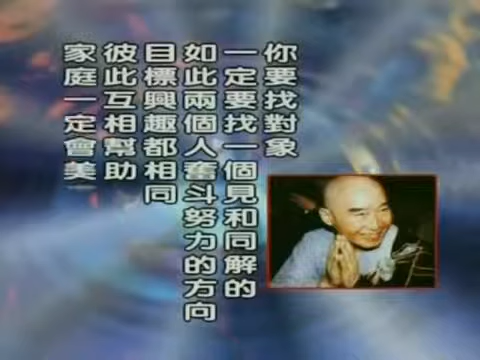 你要找對象
一定要找一個見和同解的
如此兩個人奮斗努力的方向
目標興趣都相同
彼此互相幫助
家庭一定會美